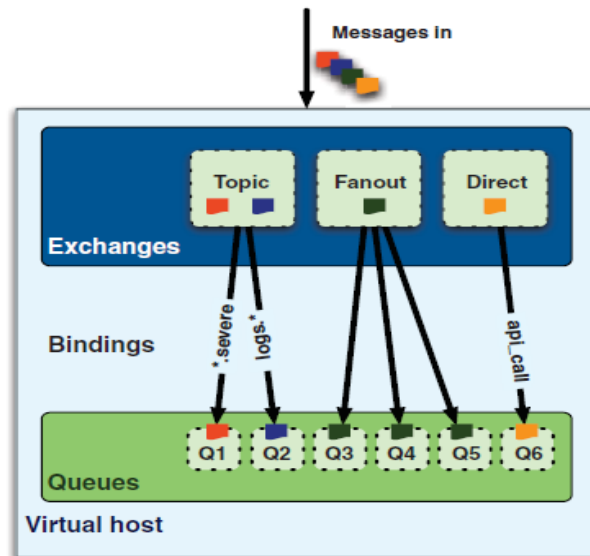 Messages in
Topic
Fanout
Direct
Exchanges
*.severe
logs.*
api_call
Bindings
Q1
Q2
Q3
Q4
Q5
Q6
Queues
Virtual host